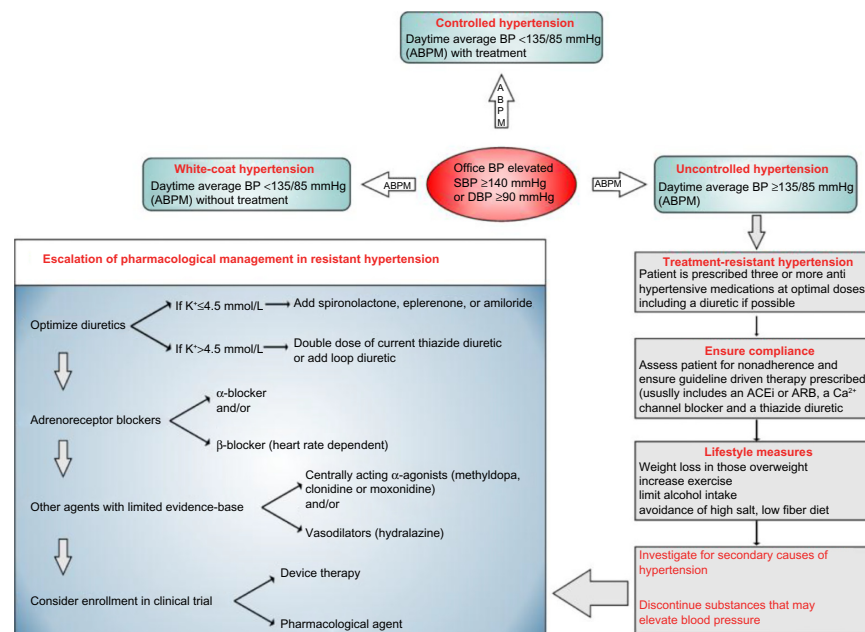 Controlled hypertension
Daytime average BP <135/85 mmHg
(ABPM) with treatment
A
B
P
M
White-coat hypertension
Daytime average BP <135/85 mmHg
(ABPM) without treatment
ABPM
Office BP elevated
SBP ≥140 mmHg
or DBP ≥90 mmHg
ABPM
Uncontrolled hypertension
Daytime average BP ≥135/85 mmHg
(ABPM)
Treatment-resistant hypertension
Patient is prescribed three or more anti
hypertensive medications at optimal doses
including a diuretic if possible
Ensure compliance
Assess patient for nonadherence and
ensure guideline driven therapy prescribed
(ususlly includes an ACEi or ARB, a Ca²⁺
channel blocker and a thiazide diuretic
Lifestyle measures
Weight loss in those overweight
increase exercise
limit alcohol intake
avoidance of high salt, low fiber diet
Investigate for secondary causes of
hypertension
Discontinue substances that may
elevate blood pressure
Escalation of pharmacological management in resistant hypertension
Optimize diuretics
If K⁺≤4.5 mmol/L
Add spironolactone, eplerenone, or amiloride
If K⁺>4.5 mmol/L
Double dose of current thiazide diuretic
or add loop diuretic
Adrenoreceptor blockers
α-blocker
and/or
β-blocker (heart rate dependent)
Other agents with limited evidence-base
Centrally acting α-agonists (methyldopa,
clonidine or moxonidine)
and/or
Vasodilators (hydralazine)
Consider enrollment in clinical trial
Device therapy
Pharmacological agent